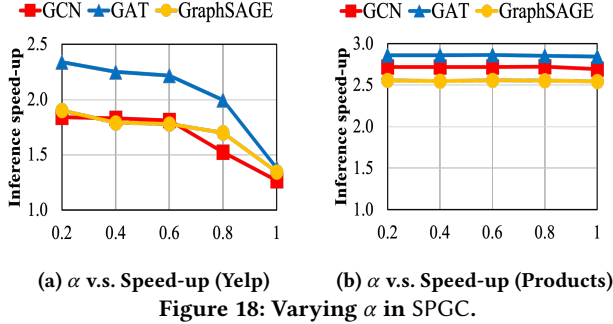 GCN GAT GraphSAGE
Inference speed-up
2.5
2.0
1.5
1.0
0.2 0.4 0.6 0.8 1
(a) α v.s. Speed-up (Yelp)
GCN GAT GraphSAGE
Inference speed-up
3.0
2.5
2.0
1.5
1.0
0.2 0.4 0.6 0.8 1
(b) α v.s. Speed-up (Products)
Figure 18: Varying α in SPGC.